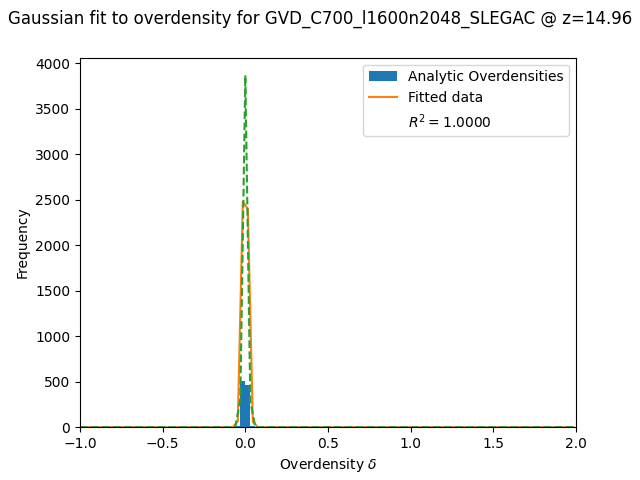 Gaussian fit to overdensity for GVD_C700_l1600n2048_SLEGAC @ z=14.96
4000
3500
3000
2500
2000
1500
1000
500
0
Frequency
Analytic Overdensities
Fitted data
R² = 1.0000
−1.0 −0.5 0.0 0.5 1.0 1.5 2.0
Overdensity δ